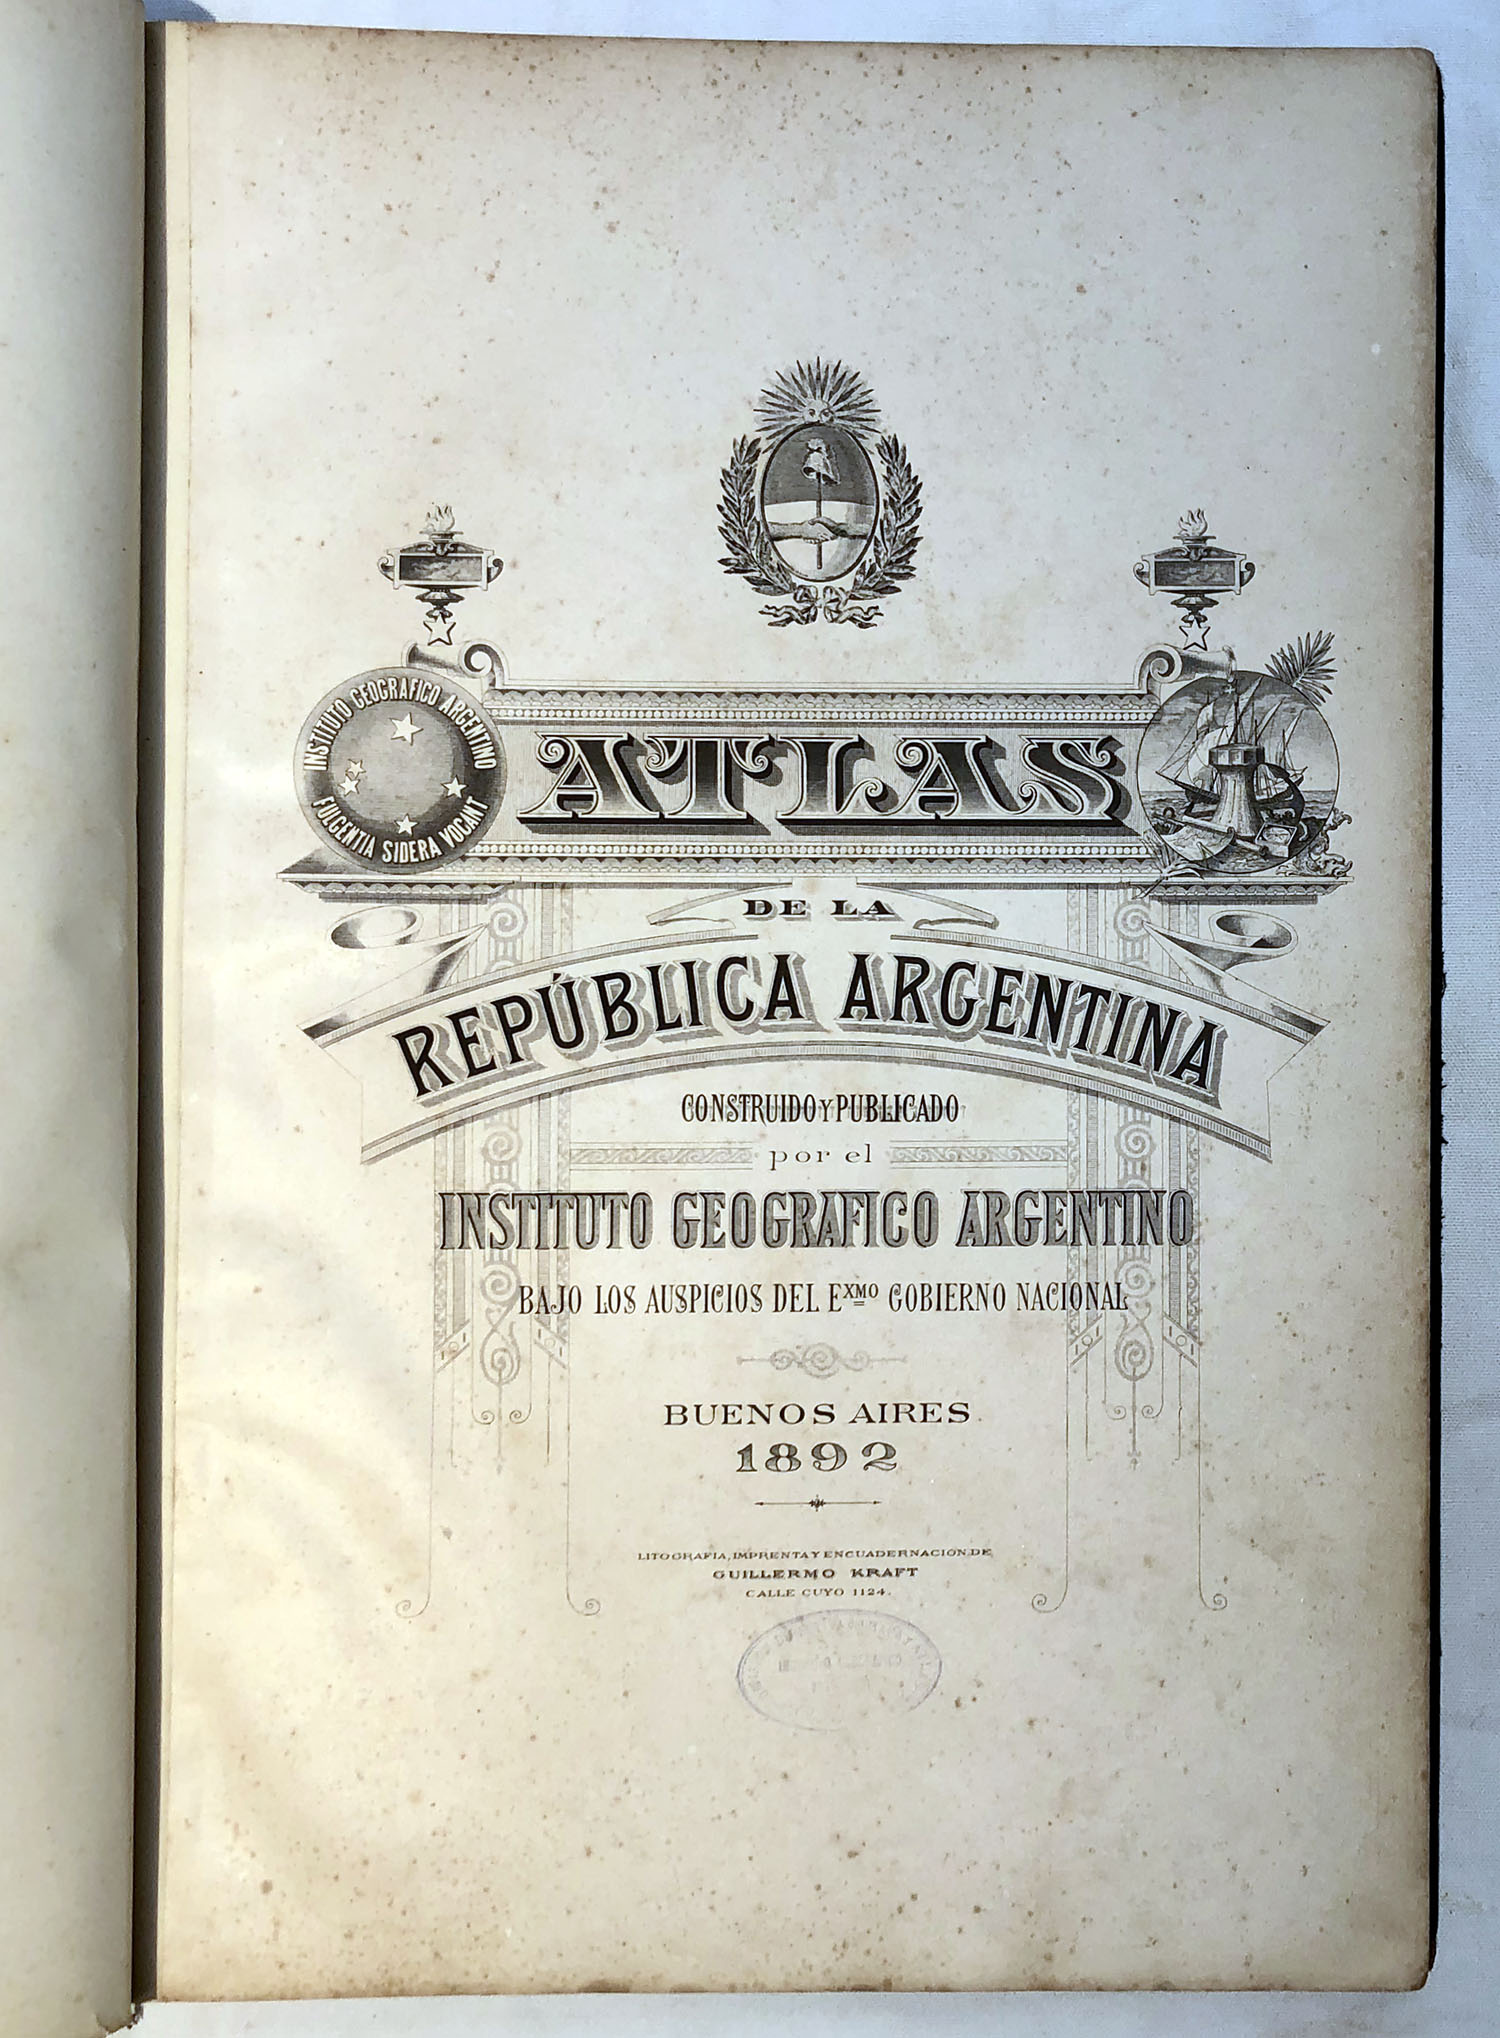 INSTITUTO GEOGRAFICO ARGENTINO
FULGENTIA SIDERA VOCANT
ATLAS
DE LA
REPÚBLICA ARGENTINA
CONSTRUIDO Y PUBLICADO
por el
INSTITUTO GEOGRAFICO ARGENTINO
BAJO LOS AUSPICIOS DEL EXMO GOBIERNO NACIONAL
BUENOS AIRES.
1892
LITOGRAFIA, IMPRENTA Y ENCUADERNACION DE
GUILLERMO KRAFT
CALLE CUYO 1124.